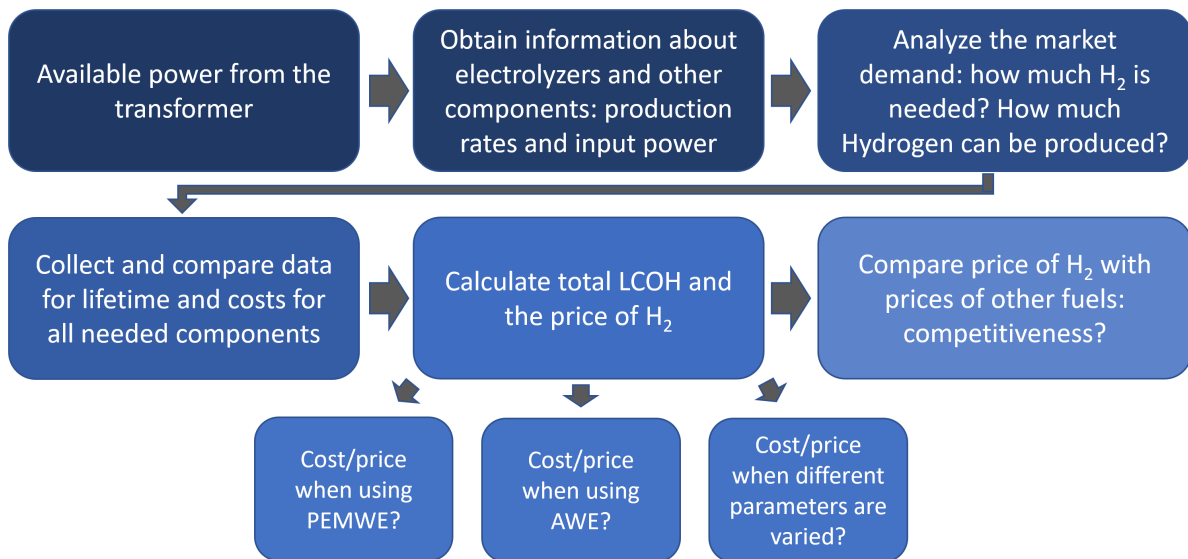 Available power from the
transformer
Obtain information about
electrolyzers and other
components: production
rates and input power
Analyze the market
demand: how much H₂ is
needed? How much
Hydrogen can be produced?
Collect and compare data
for lifetime and costs for
all needed components
Calculate total LCOH and
the price of H₂
Compare price of H₂ with
prices of other fuels:
competitiveness?
Cost/price
when using
PEMWE?
Cost/price
when using
AWE?
Cost/price
when different
parameters are
varied?